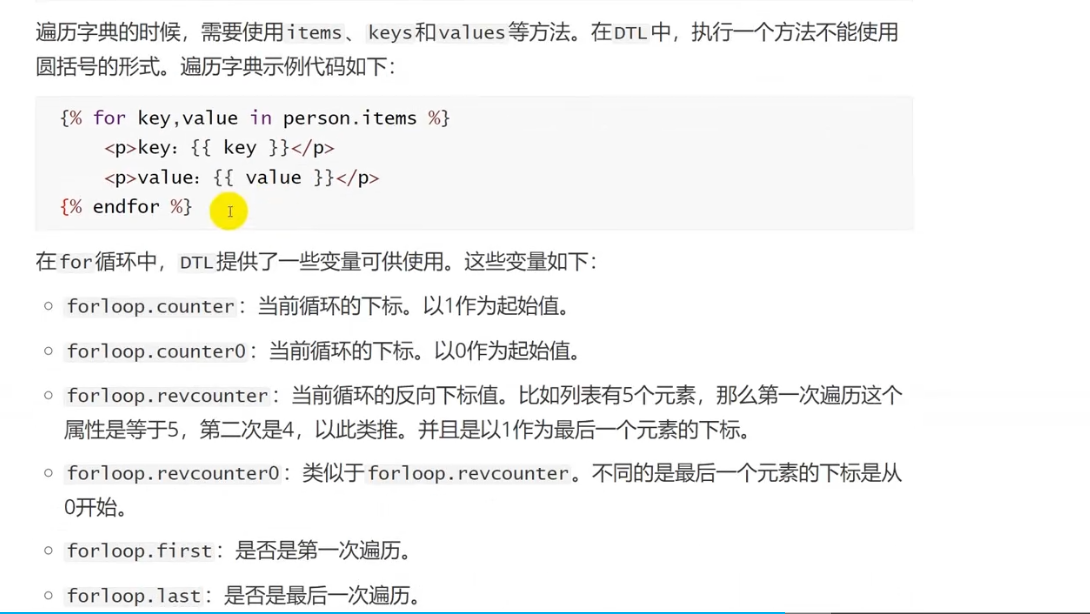 遍历字典的时候，需要使用items、keys和values等方法。在DTL中，执行一个方法不能使用
圆括号的形式。遍历字典示例代码如下：
{% for key,value in person.items %}
    <p>key：{{ key }}</p>
    <p>value：{{ value }}</p>
{% endfor %}
在for循环中，DTL提供了一些变量可供使用。这些变量如下：
○ forloop.counter：当前循环的下标。以1作为起始值。
○ forloop.counter0：当前循环的下标。以0作为起始值。
○ forloop.revcounter：当前循环的反向下标值。比如列表有5个元素，那么第一次遍历这个
属性是等于5，第二次是4，以此类推。并且是以1作为最后一个元素的下标。
○ forloop.revcounter0：类似于forloop.revcounter。不同的是最后一个元素的下标是从
0开始。
○ forloop.first：是否是第一次遍历。
○ forloop.last：是否是最后一次遍历。